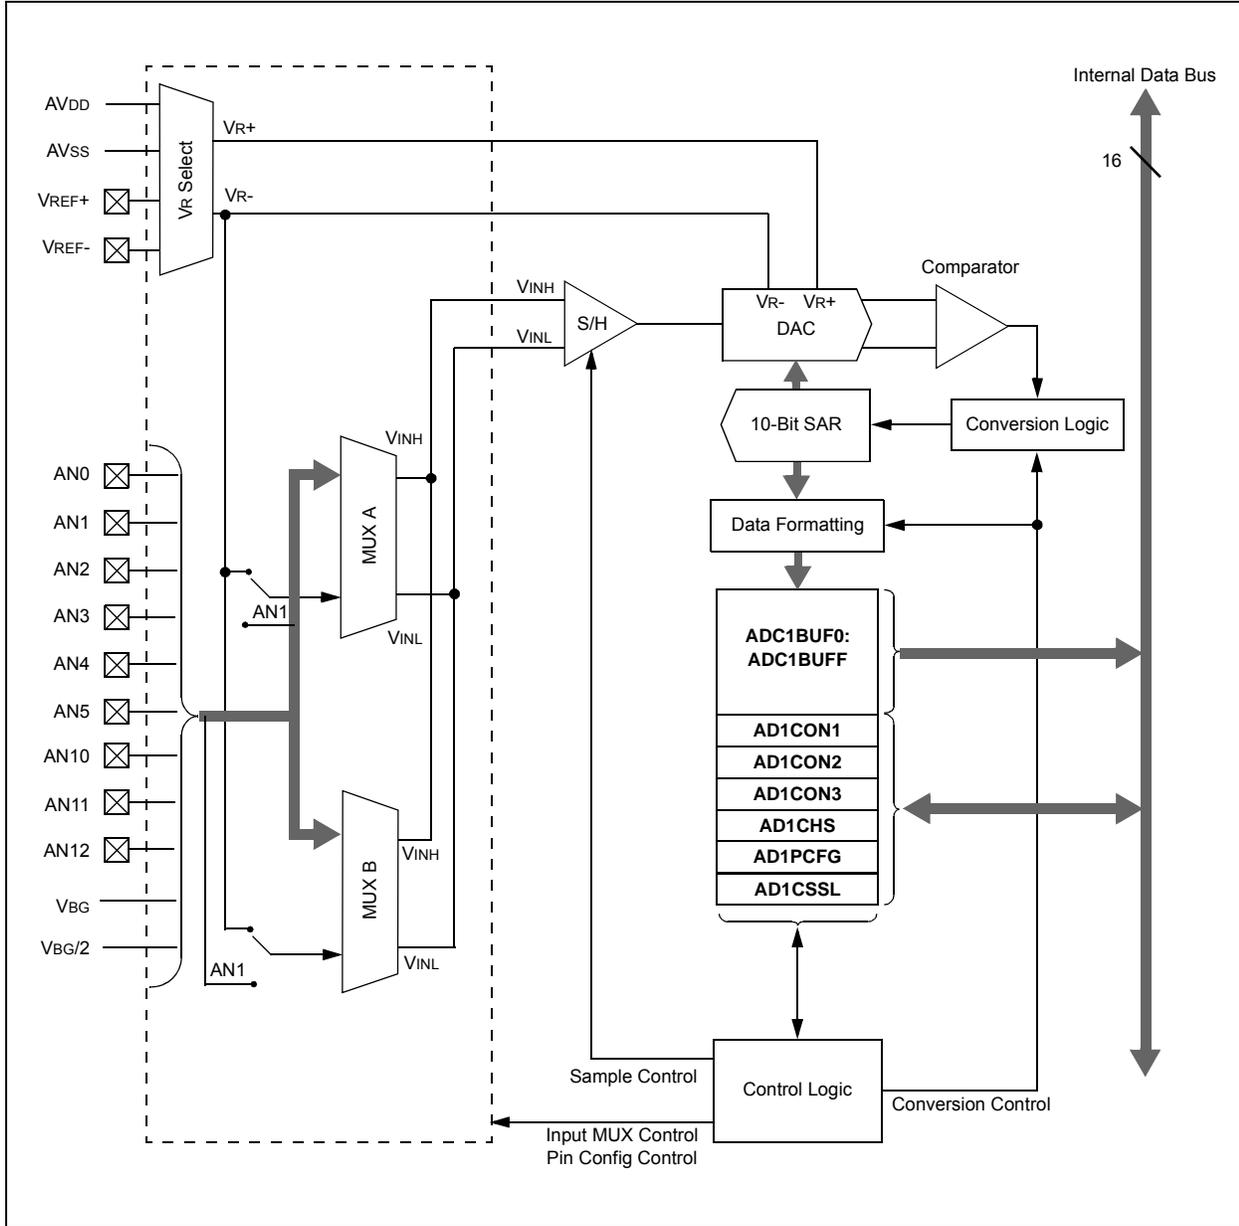 Internal Data Bus
16
AVDD
AVSS
VREF+
VREF-
VR Select
VR+
VR-
VINH
VINL
S/H
VR- VR+
DAC
Comparator
10-Bit SAR
Conversion Logic
Data Formatting
AN0
AN1
AN2
AN3
AN4
AN5
AN10
AN11
AN12
VBG
VBG/2
VINH
MUX A
AN1
VINL
VINH
MUX B
AN1
VINL
ADC1BUF0:
ADC1BUFF
AD1CON1
AD1CON2
AD1CON3
AD1CHS
AD1PCFG
AD1CSSL
Control Logic
Sample Control
Conversion Control
Input MUX Control
Pin Config Control